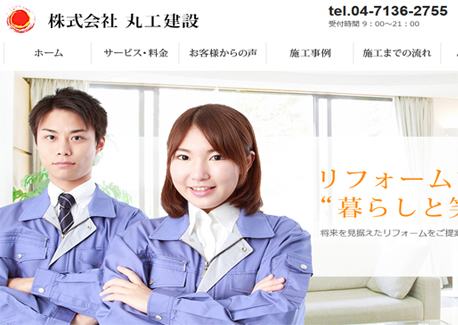 株式会社 丸工建設
tel.04-7136-2755
受付時間 9:00～21:00
ホーム
サービス・料金
お客様からの声
施工事例
施工までの流れ
リフォーム
“暮らしと
将来を見据えたリフォームをご提